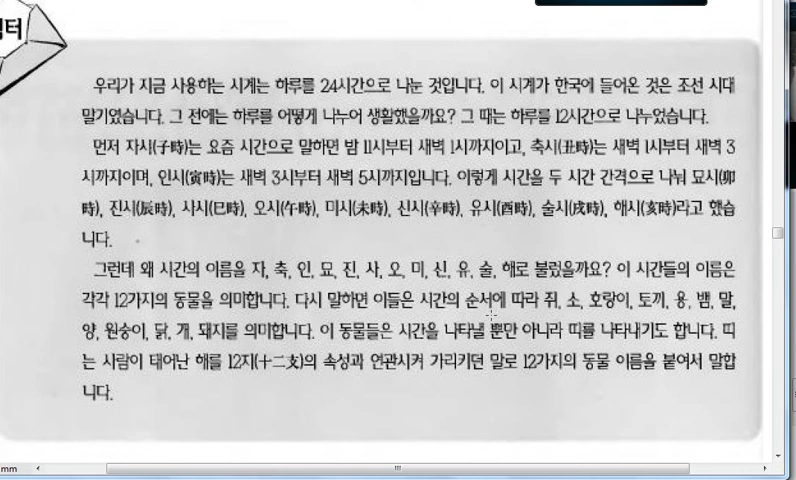 터
우리가 지금 사용하는 시계는 하루를 24시간으로 나눈 것입니다. 이 시계가 한국에 들어온 것은 조선 시대
말기였습니다. 그 전에는 하루를 어떻게 나누어 생활했을까요? 그 때는 하루를 12시간으로 나누었습니다.
먼저 자시(子時)는 요즘 시간으로 말하면 밤 11시부터 새벽 1시까지이고, 축시(丑時)는 새벽 1시부터 새벽 3
시까지이며, 인시(寅時)는 새벽 3시부터 새벽 5시까지입니다. 이렇게 시간을 두 시간 간격으로 나눠 묘시(卯
時), 진시(辰時), 사시(巳時), 오시(午時), 미시(未時), 신시(辛時), 유시(酉時), 술시(戌時), 해시(亥時)라고 했습
니다.
그런데 왜 시간의 이름을 자, 축, 인, 묘, 진, 사, 오, 미, 신, 유, 술, 해로 불렀을까요? 이 시간들의 이름은
각각 12가지의 동물을 의미합니다. 다시 말하면 이들은 시간의 순서에 따라 쥐, 소, 호랑이, 토끼, 용, 뱀, 말,
양, 원숭이, 닭, 개, 돼지를 의미합니다. 이 동물들은 시간을 나타낼 뿐만 아니라 띠를 나타내기도 합니다. 띠
는 사람이 태어난 해를 12지(十二支)의 속성과 연관시켜 가리키던 말로 12가지의 동물 이름을 붙여서 말합
니다.
mm